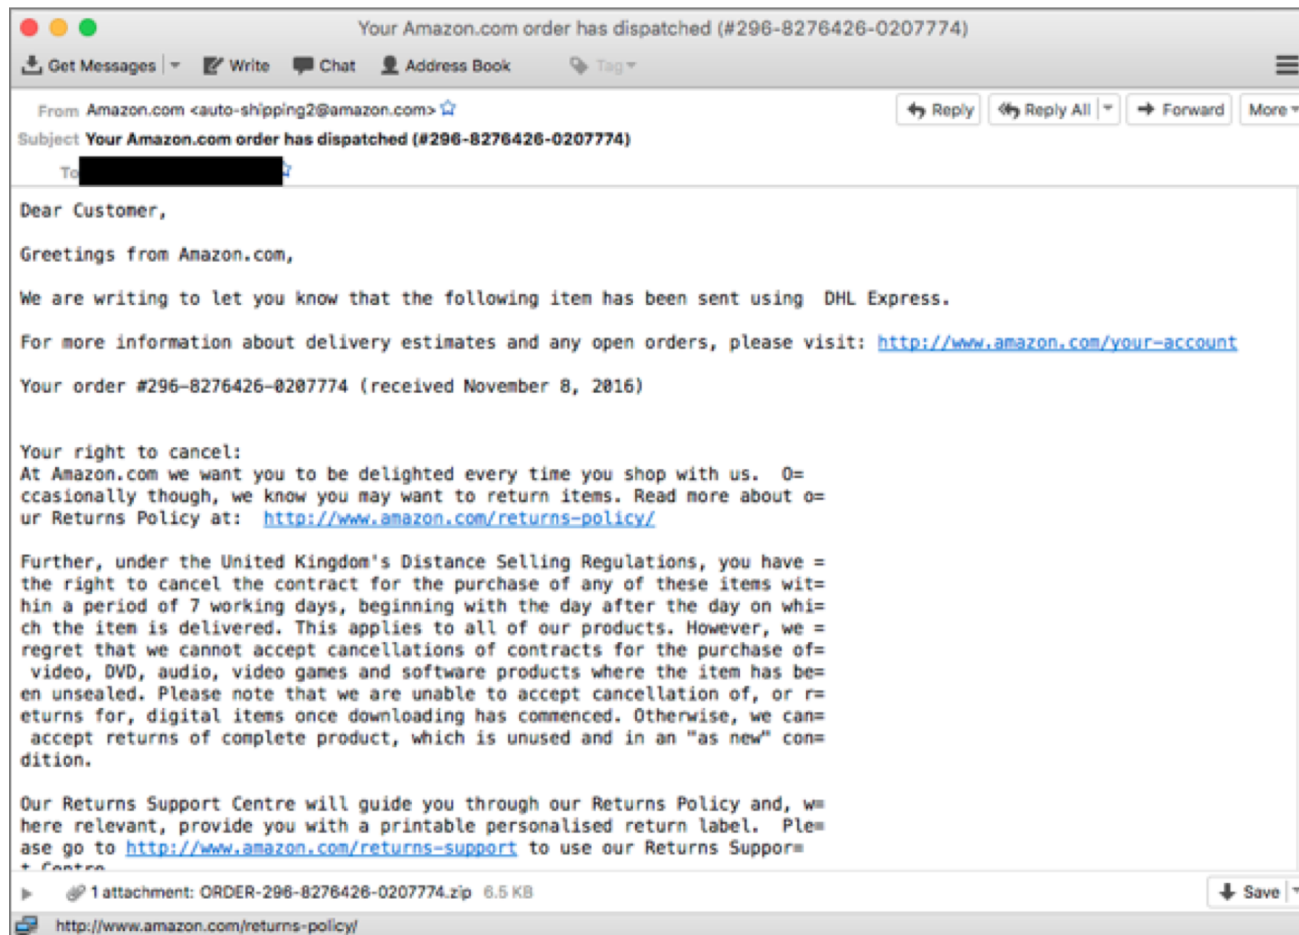 Your Amazon.com order has dispatched (#296-8276426-0207774)
Get Messages Write Chat Address Book Tag
From Amazon.com <auto-shipping2@amazon.com> Reply Reply All Forward More
Subject Your Amazon.com order has dispatched (#296-8276426-0207774)
To
Dear Customer,
Greetings from Amazon.com,
We are writing to let you know that the following item has been sent using  DHL Express.
For more information about delivery estimates and any open orders, please visit: http://www.amazon.com/your-account
Your order #296-8276426-0207774 (received November 8, 2016)
Your right to cancel:
At Amazon.com we want you to be delighted every time you shop with us.  O=
ccasionally though, we know you may want to return items. Read more about o=
ur Returns Policy at:  http://www.amazon.com/returns-policy/
Further, under the United Kingdom's Distance Selling Regulations, you have =
the right to cancel the contract for the purchase of any of these items wit=
hin a period of 7 working days, beginning with the day after the day on whi=
ch the item is delivered. This applies to all of our products. However, we =
regret that we cannot accept cancellations of contracts for the purchase of=
 video, DVD, audio, video games and software products where the item has be=
en unsealed. Please note that we are unable to accept cancellation of, or r=
eturns for, digital items once downloading has commenced. Otherwise, we can=
 accept returns of complete product, which is unused and in an "as new" con=
dition.
Our Returns Support Centre will guide you through our Returns Policy and, w=
here relevant, provide you with a printable personalised return label.  Ple=
ase go to http://www.amazon.com/returns-support to use our Returns Suppor=
t Centre
1 attachment: ORDER-296-8276426-0207774.zip 6.5 KB Save
http://www.amazon.com/returns-policy/